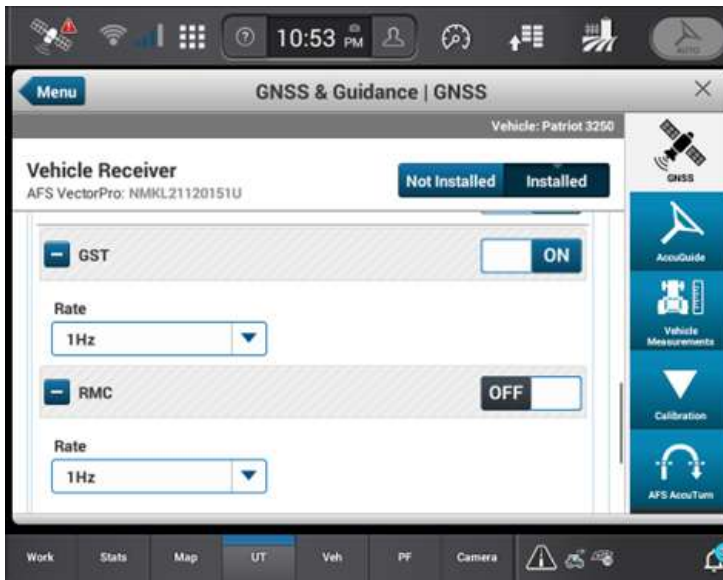 10:53 PM
AUTO
Menu
GNSS & Guidance | GNSS
Vehicle: Patriot 3250
Vehicle Receiver
AFS VectorPro: NMKL21120151U
Not Installed
Installed
GNSS
GST
ON
AccuGuide
Rate
1Hz
Vehicle
Measurements
RMC
OFF
Calibration
Rate
1Hz
AFS AccuTurn
Work
Stats
Map
UT
Veh
PF
Camera